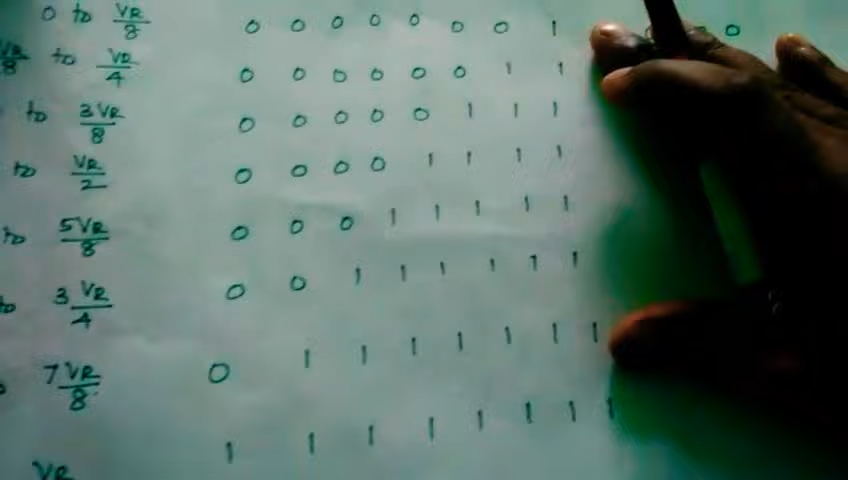 0 to VR/8 0 0 0 0 0 0 0 1 0
VR/8 to VR/4 0 0 0 0 0 0 1 1
to 3VR/8 0 0 0 0 0 1 1 1
to VR/2 0 0 0 0 1 1 1 1
to 5VR/8 0 0 0 1 1 1 1 1
to 3VR/4 0 0 1 1 1 1 1 1
7VR/8 0 1 1 1 1 1 1 1
VR 1 1 1 1 1 1 1 1